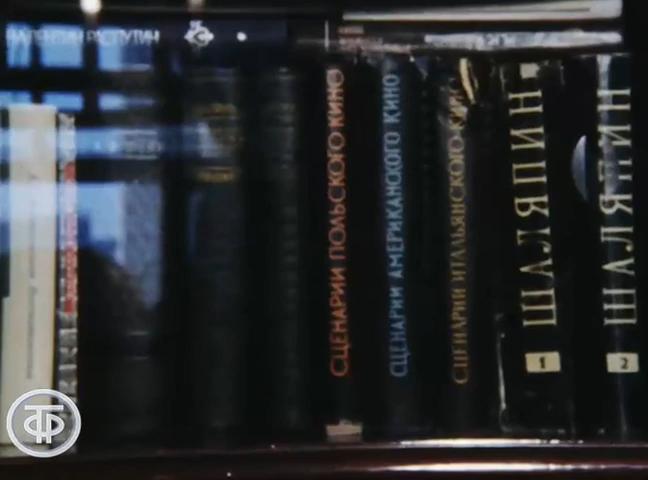 ВАЛЕНТИН РАСПУТИН
СЦЕНАРИИ ПОЛЬСКОГО КИНО
СЦЕНАРИИ АМЕРИКАНСКОГО КИНО
СЦЕНАРИИ ИТАЛЬЯНСКОГО КИНО
ШАЛЯПИН
1
ШАЛЯПИН
2